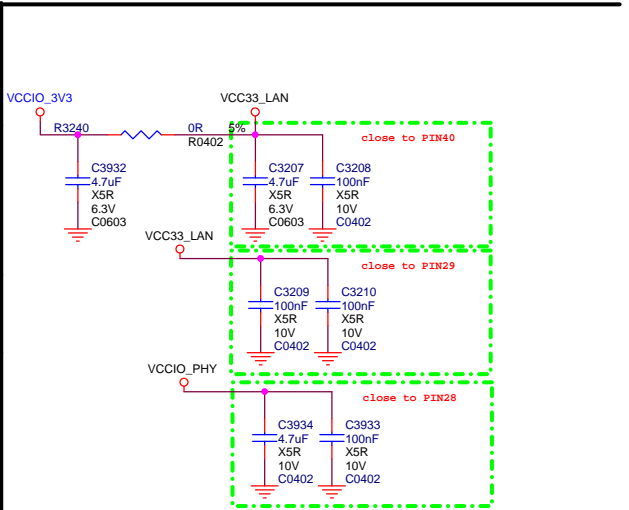 VCCIO_3V3
VCC33_LAN
R3240
0R
5%
R0402
close to PIN40
C3932
4.7uF
X5R
6.3V
C0603
C3207
4.7uF
X5R
6.3V
C0603
C3208
100nF
X5R
10V
C0402
VCC33_LAN
close to PIN29
C3209
100nF
X5R
10V
C0402
C3210
100nF
X5R
10V
C0402
VCCIO_PHY
close to PIN28
C3934
4.7uF
X5R
10V
C0402
C3933
100nF
X5R
10V
C0402